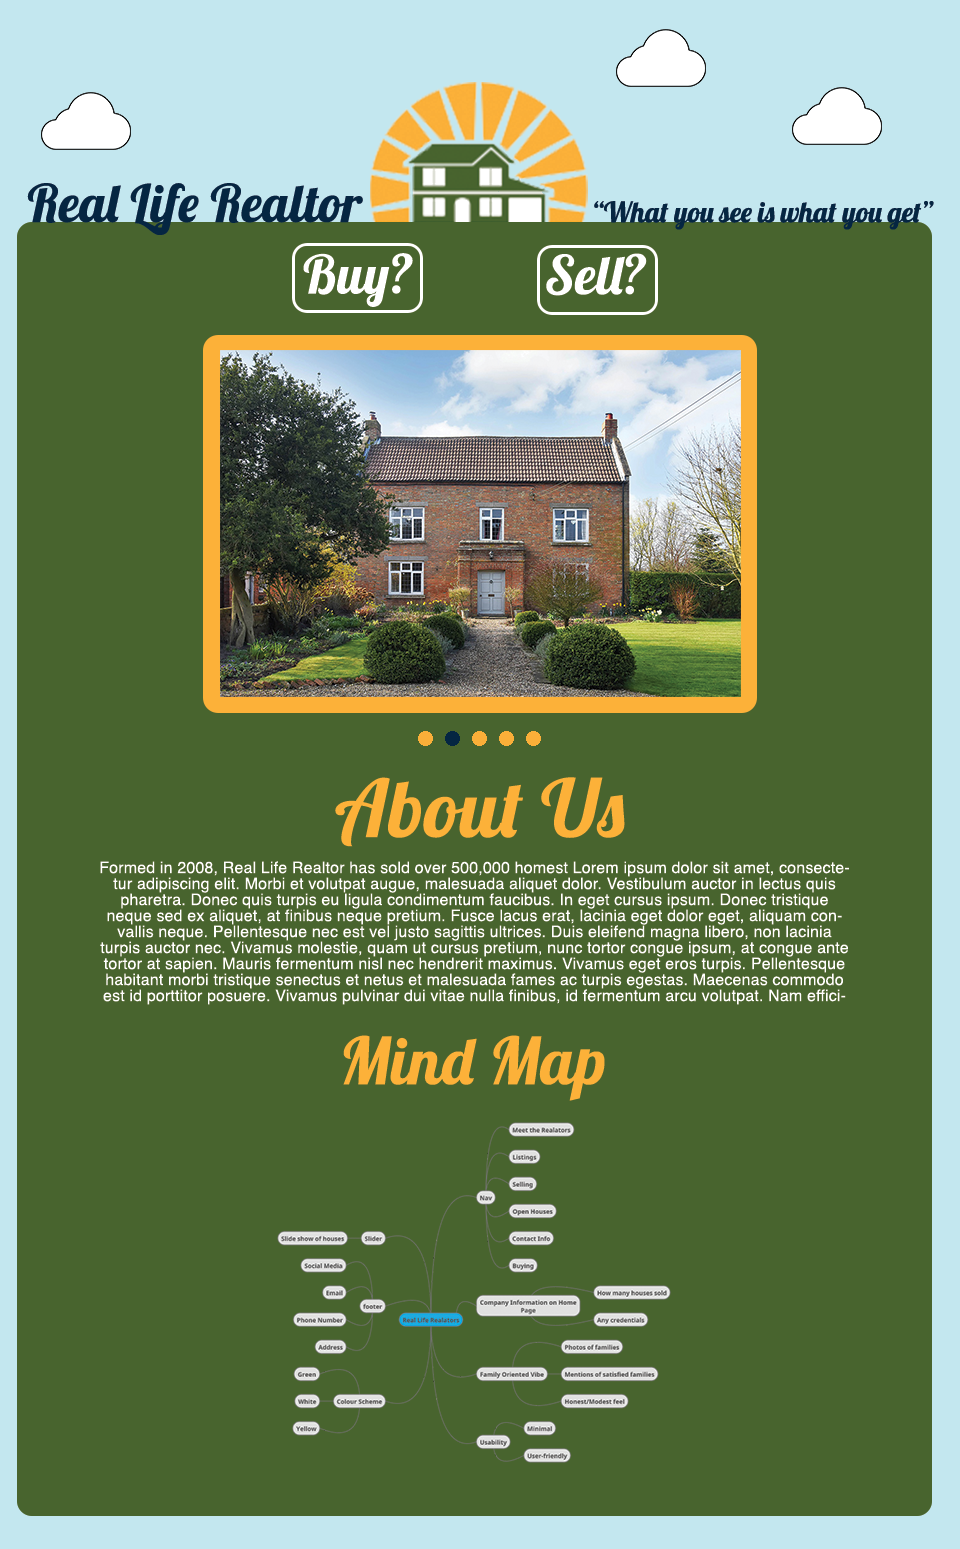 Real Life Realtor
“What you see is what you get”
Buy?
Sell?
About Us
Formed in 2008, Real Life Realtor has sold over 500,000 homest Lorem ipsum dolor sit amet, consecte-
tur adipiscing elit. Morbi et volutpat augue, malesuada aliquet dolor. Vestibulum auctor in lectus quis
pharetra. Donec quis turpis eu ligula condimentum faucibus. In eget cursus ipsum. Donec tristique
neque sed ex aliquet, at finibus neque pretium. Fusce lacus erat, lacinia eget dolor eget, aliquam con-
vallis neque. Pellentesque nec est vel justo sagittis ultrices. Duis eleifend magna libero, non lacinia
turpis auctor nec. Vivamus molestie, quam ut cursus pretium, nunc tortor congue ipsum, at congue ante
tortor at sapien. Mauris fermentum nisl nec hendrerit maximus. Vivamus eget eros turpis. Pellentesque
habitant morbi tristique senectus et netus et malesuada fames ac turpis egestas. Maecenas commodo
est id porttitor posuere. Vivamus pulvinar dui vitae nulla finibus, id fermentum arcu volutpat. Nam effici-
Mind Map
Meet the Realators
Listings
Selling
Nav
Open Houses
Contact Info
Buying
Slide show of houses
Slider
Social Media
Email
footer
Phone Number
Address
Real Life Realators
Company Information on Home
Page
How many houses sold
Any credentials
Photos of families
Family Oriented Vibe
Mentions of satisfied families
Honest/Modest feel
Green
White
Colour Scheme
Yellow
Minimal
Usability
User-friendly